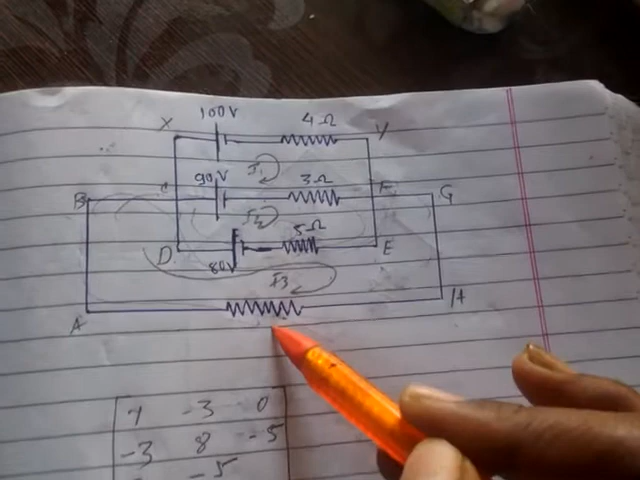 100V 4Ω
X Y
I1
90V 3Ω
B C F G
I2
5Ω
D E
80V
I3
A H
7 -3 0
-3 8 -5
-5